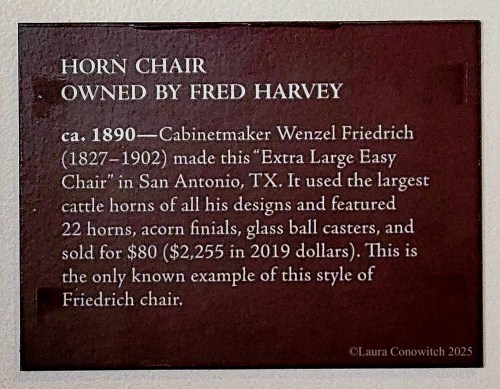 HORN CHAIR
OWNED BY FRED HARVEY
ca. 1890—Cabinetmaker Wenzel Friedrich
(1827–1902) made this “Extra Large Easy
Chair” in San Antonio, TX. It used the largest
cattle horns of all his designs and featured
22 horns, acorn finials, glass ball casters, and
sold for $80 ($2,255 in 2019 dollars). This is
the only known example of this style of
Friedrich chair.
©Laura Conowitch 2025